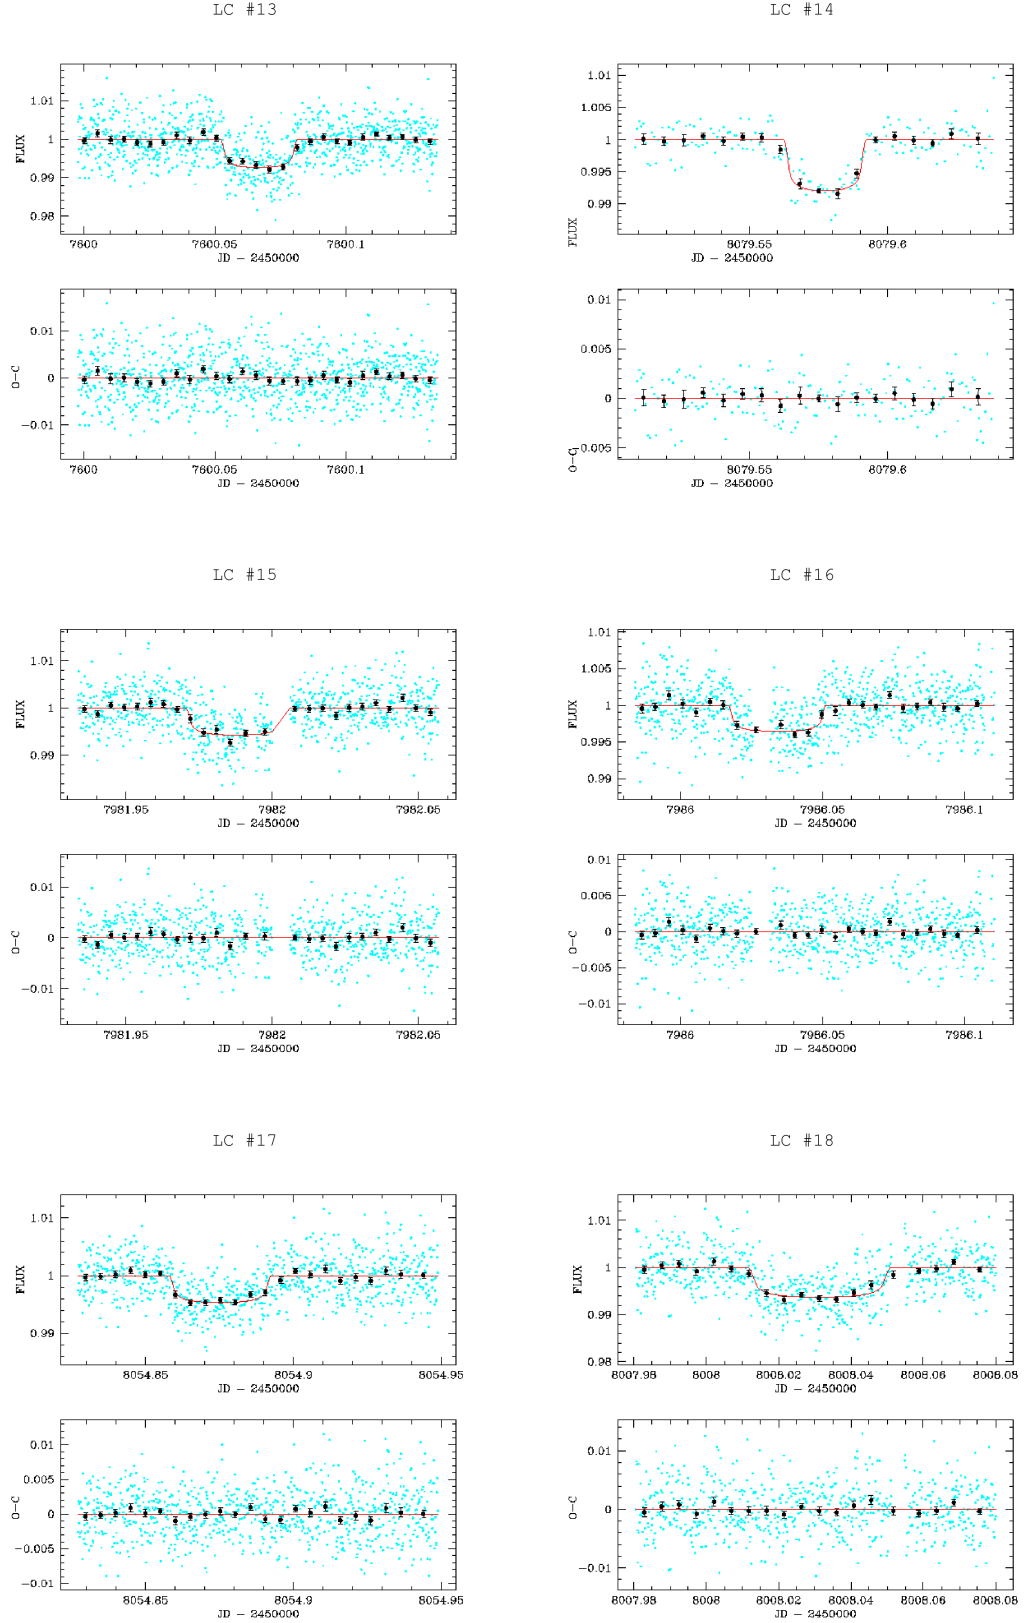 LC #13
LC #14
1.01
1
0.99
0.98
FLUX
7600
7600.05
7600.1
JD − 2450000
1.01
1.005
1
0.995
0.99
FLUX
8079.55
8079.6
JD − 2450000
0.01
0
−0.01
O−C
7600
7600.05
7600.1
JD − 2450000
0.01
0.005
0
−0.005
O−C
8079.55
8079.6
JD − 2450000
LC #15
LC #16
1.01
1
0.99
FLUX
7981.95
7982
7982.05
JD − 2450000
1.01
1.005
1
0.995
0.99
FLUX
7986
7986.05
7986.1
JD − 2450000
0.01
0
−0.01
O−C
7981.95
7982
7982.05
JD − 2450000
0.01
0.005
0
−0.005
−0.01
O−C
7986
7986.05
7986.1
JD − 2450000
LC #17
LC #18
1.01
1
0.99
FLUX
8054.85
8054.9
8054.95
JD − 2450000
1.01
1
0.99
0.98
FLUX
8007.98
8008
8008.02
8008.04
8008.06
8008.08
JD − 2450000
0.01
0.005
0
−0.005
−0.01
O−C
8054.85
8054.9
8054.95
JD − 2450000
0.01
0
−0.01
O−C
8007.98
8008
8008.02
8008.04
8008.06
8008.08
JD − 2450000